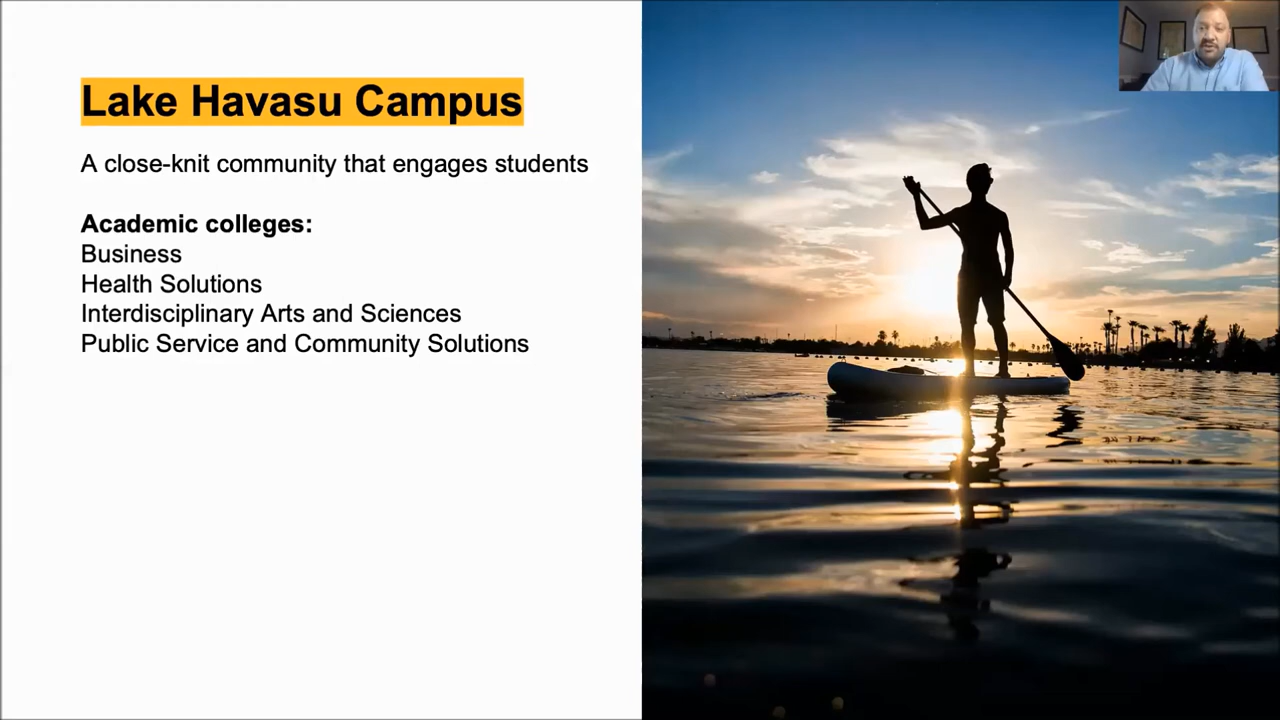 Lake Havasu Campus
A close-knit community that engages students
Academic colleges:
Business
Health Solutions
Interdisciplinary Arts and Sciences
Public Service and Community Solutions